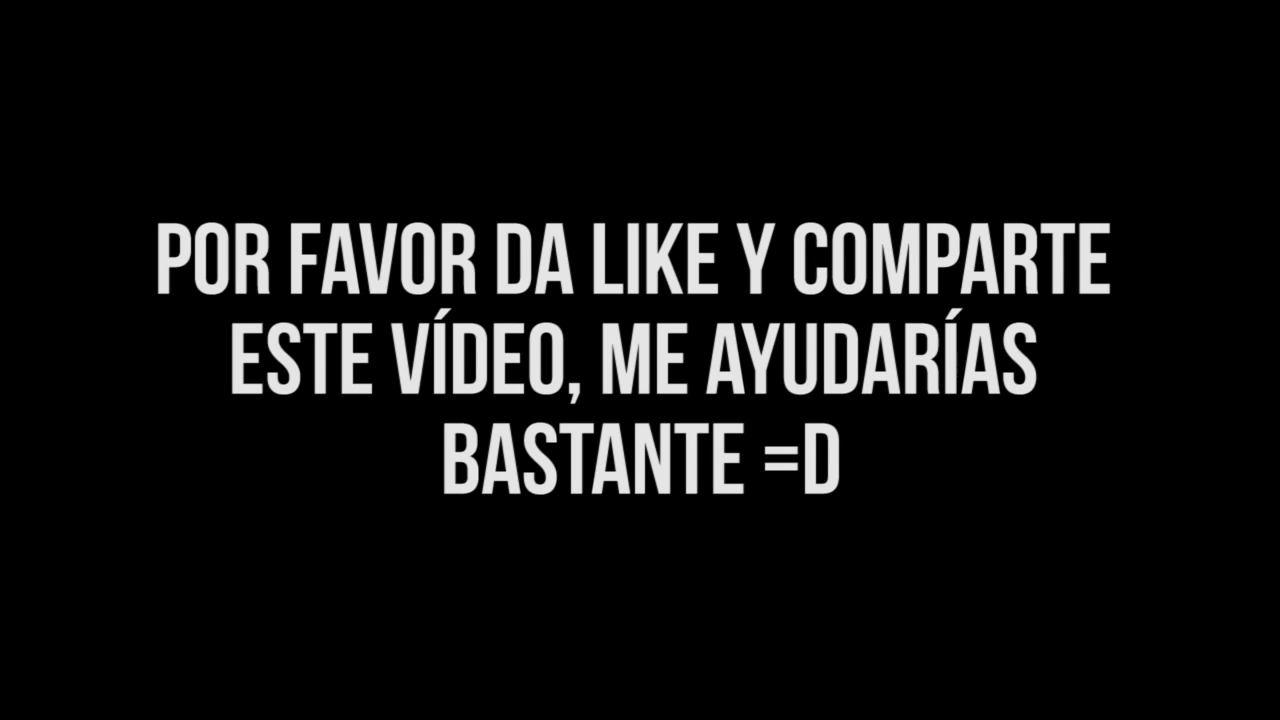 POR FAVOR DA LIKE Y COMPARTE
ESTE VÍDEO, ME AYUDARÍAS
BASTANTE =D